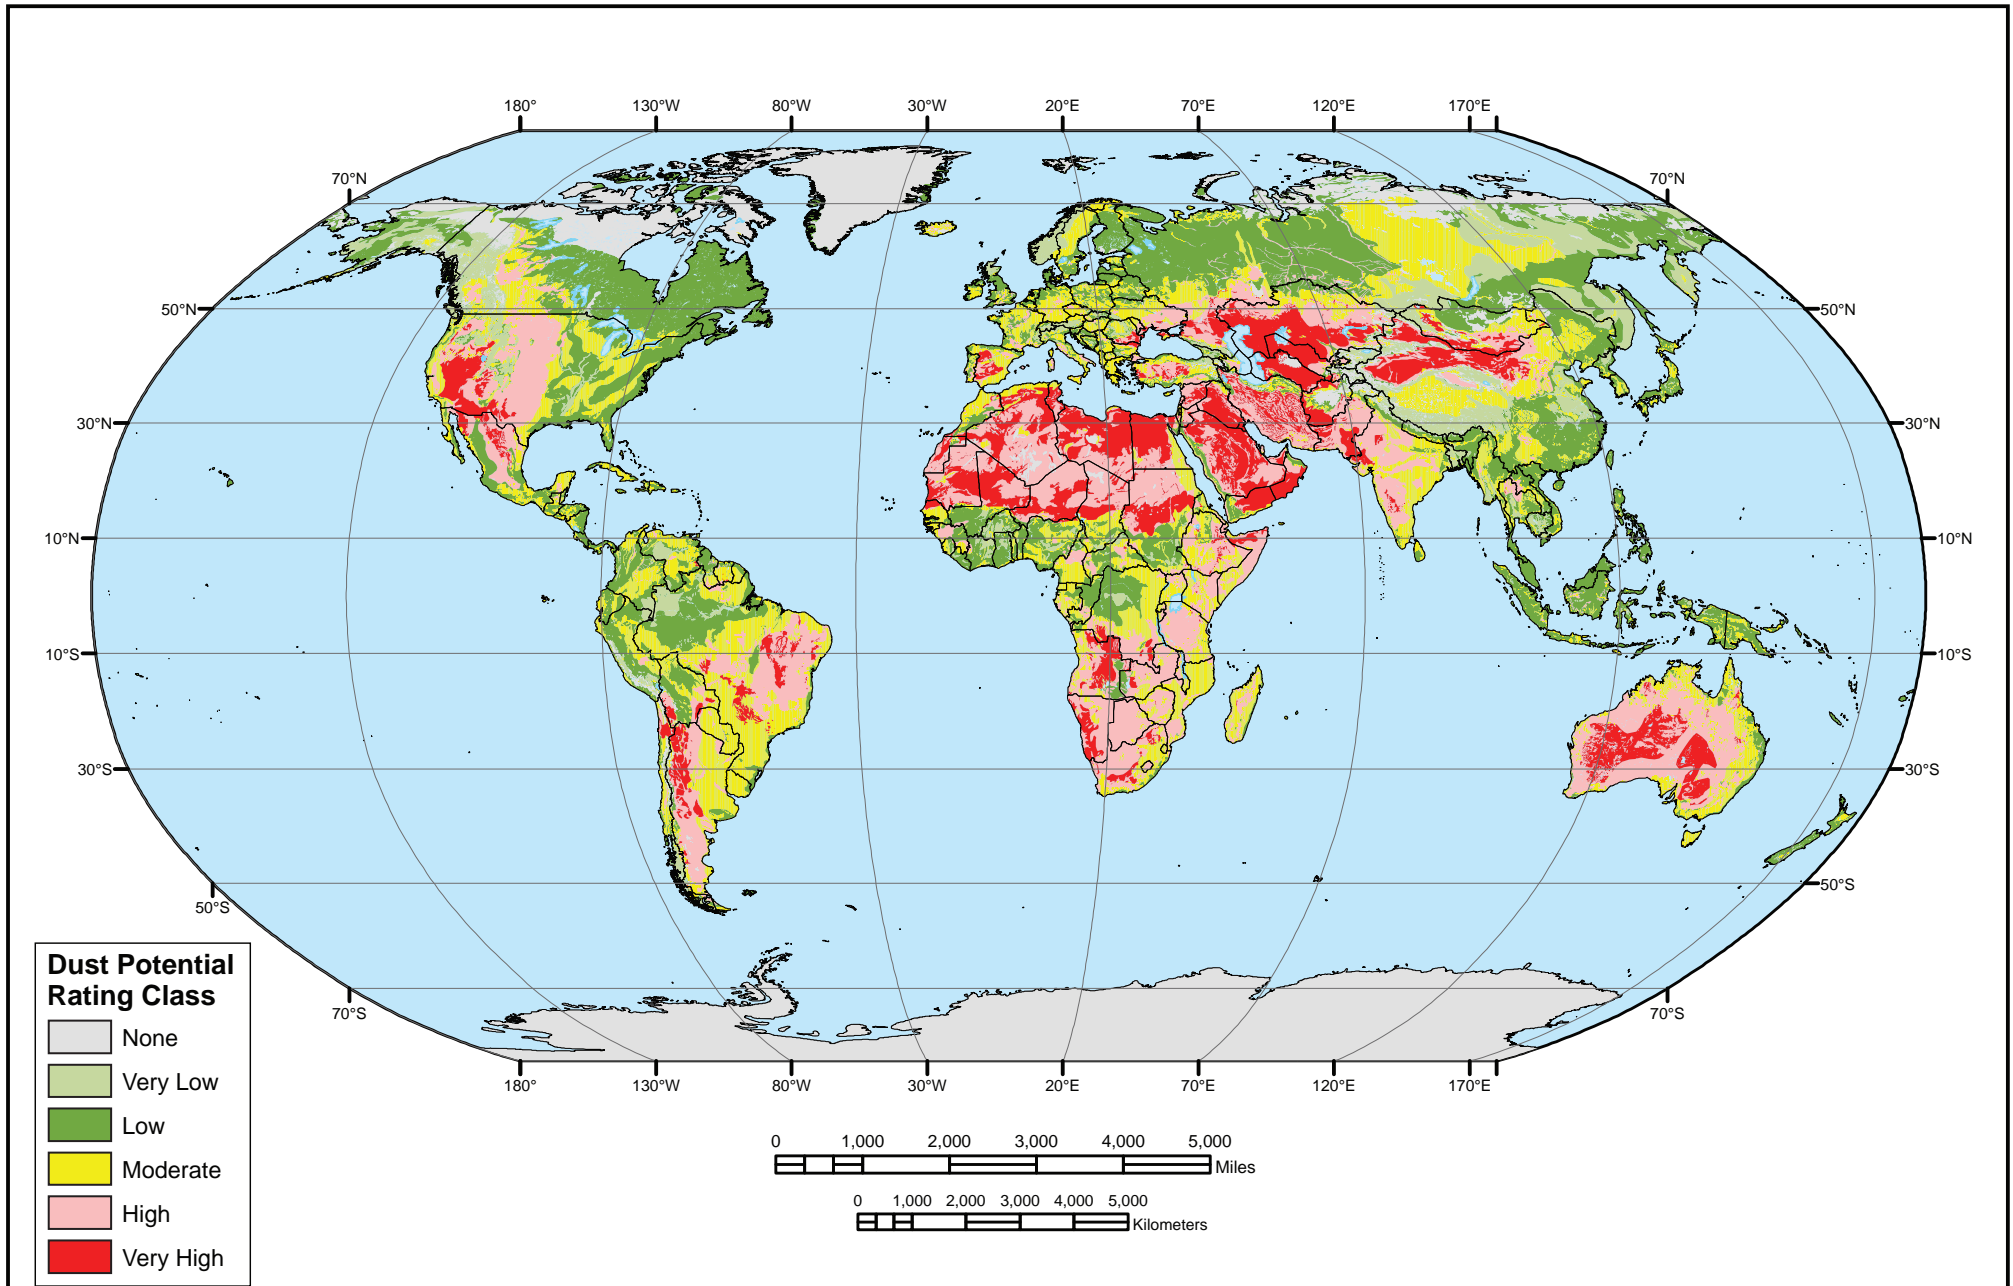 180°
130°W
80°W
30°W
20°E
70°E
120°E
170°E
70°N
70°N
50°N
50°N
30°N
30°N
10°N
10°N
10°S
10°S
30°S
30°S
50°S
50°S
70°S
70°S
180°
130°W
80°W
30°W
20°E
70°E
120°E
170°E
Dust Potential
Rating Class
None
Very Low
Low
Moderate
High
Very High
0 1,000 2,000 3,000 4,000 5,000
Miles
0 1,000 2,000 3,000 4,000 5,000
Kilometers